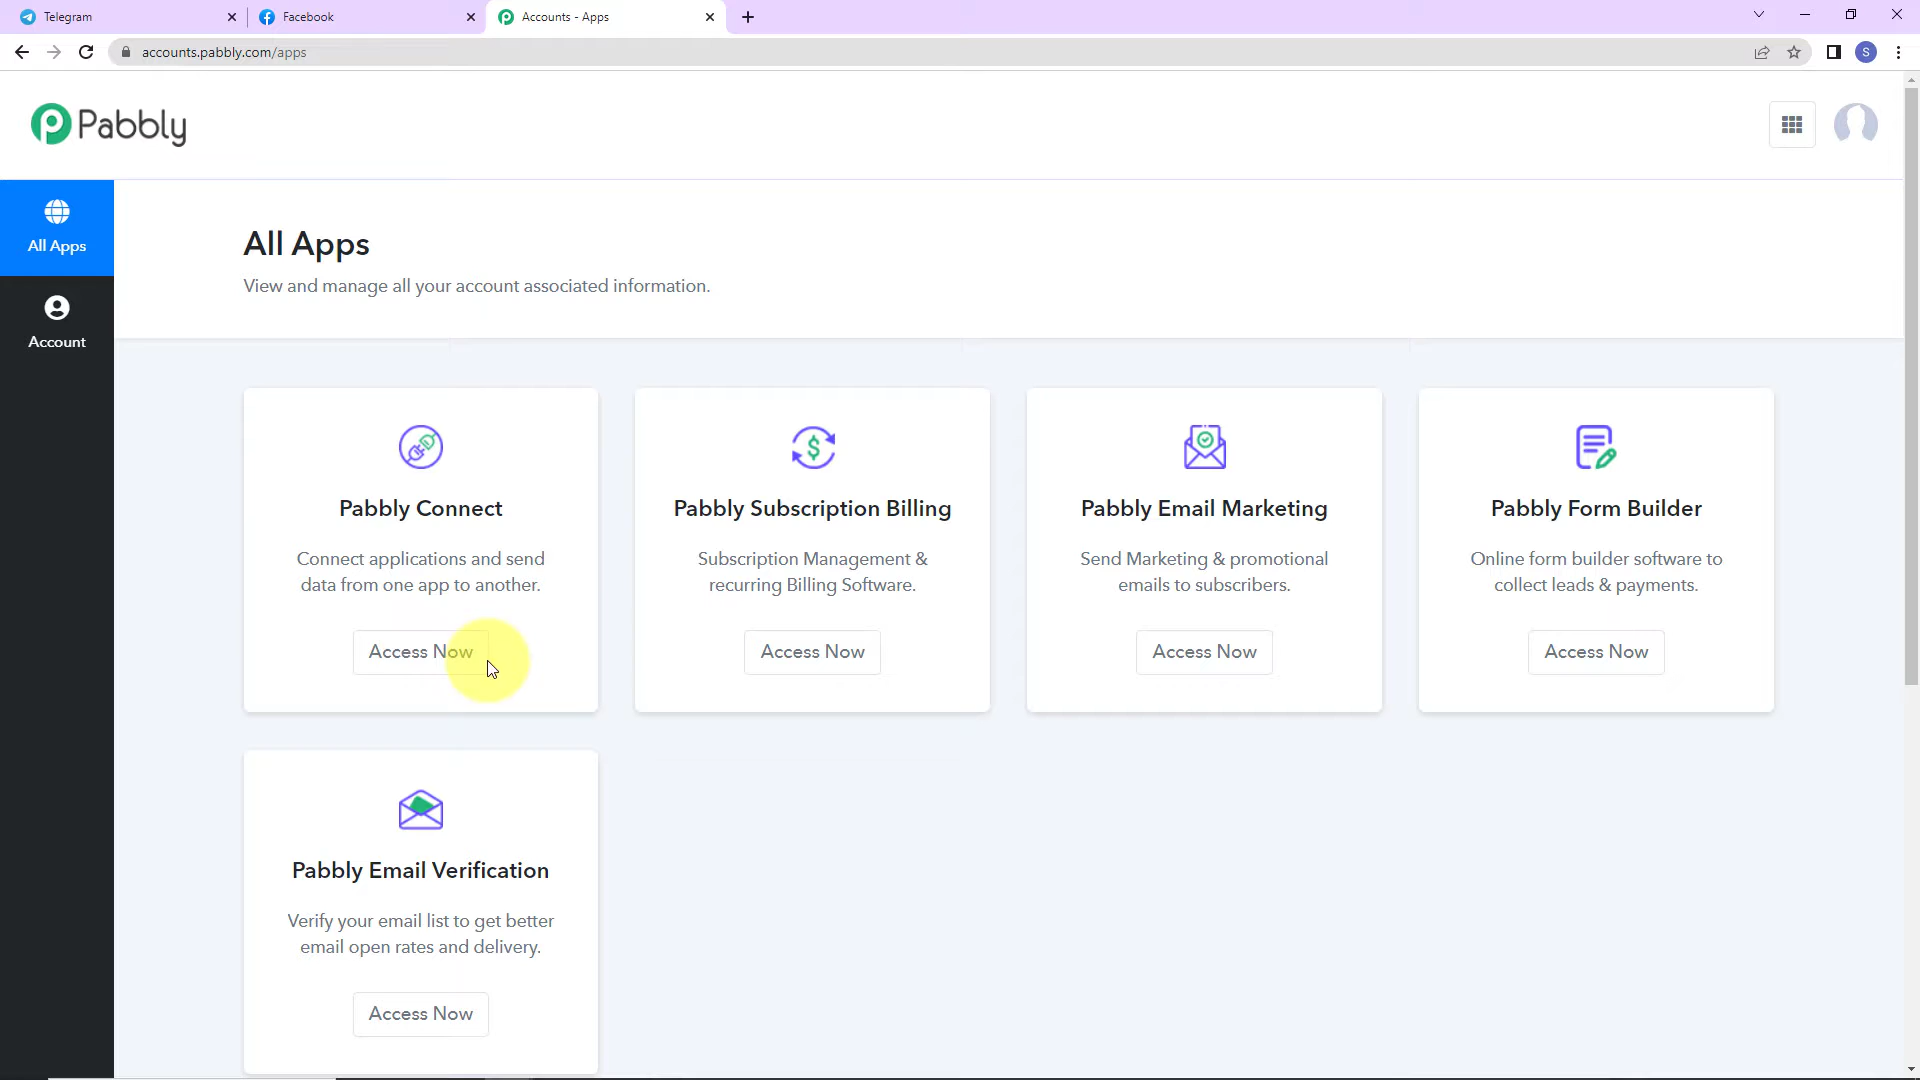 Telegram
Facebook
Accounts - Apps
accounts.pabbly.com/apps
S
Pabbly
All Apps
Account
All Apps
View and manage all your account associated information.
Pabbly Connect
Connect applications and send
data from one app to another.
Access Now
Pabbly Subscription Billing
Subscription Management &
recurring Billing Software.
Access Now
Pabbly Email Marketing
Send Marketing & promotional
emails to subscribers.
Access Now
Pabbly Form Builder
Online form builder software to
collect leads & payments.
Access Now
Pabbly Email Verification
Verify your email list to get better
email open rates and delivery.
Access Now